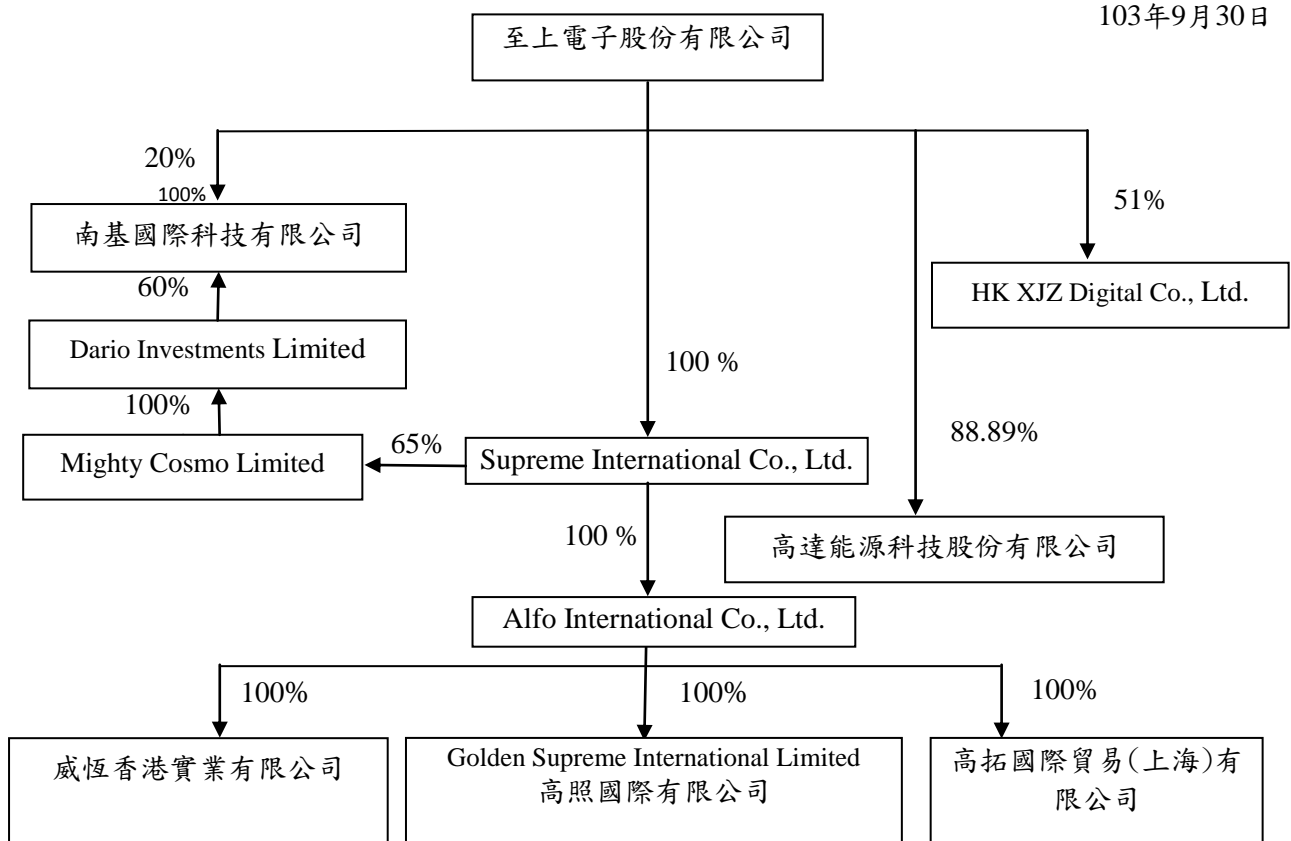 103年9月30日
至上電子股份有限公司
20%
100%
51%
南基國際科技有限公司
60%
HK XJZ Digital Co., Ltd.
Dario Investments Limited
100 %
100%
88.89%
65%
Mighty Cosmo Limited
Supreme International Co., Ltd.
100 %
高達能源科技股份有限公司
Alfo International Co., Ltd.
100%
100%
100%
威恆香港實業有限公司
Golden Supreme International Limited
高照國際有限公司
高拓國際貿易(上海)有
限公司